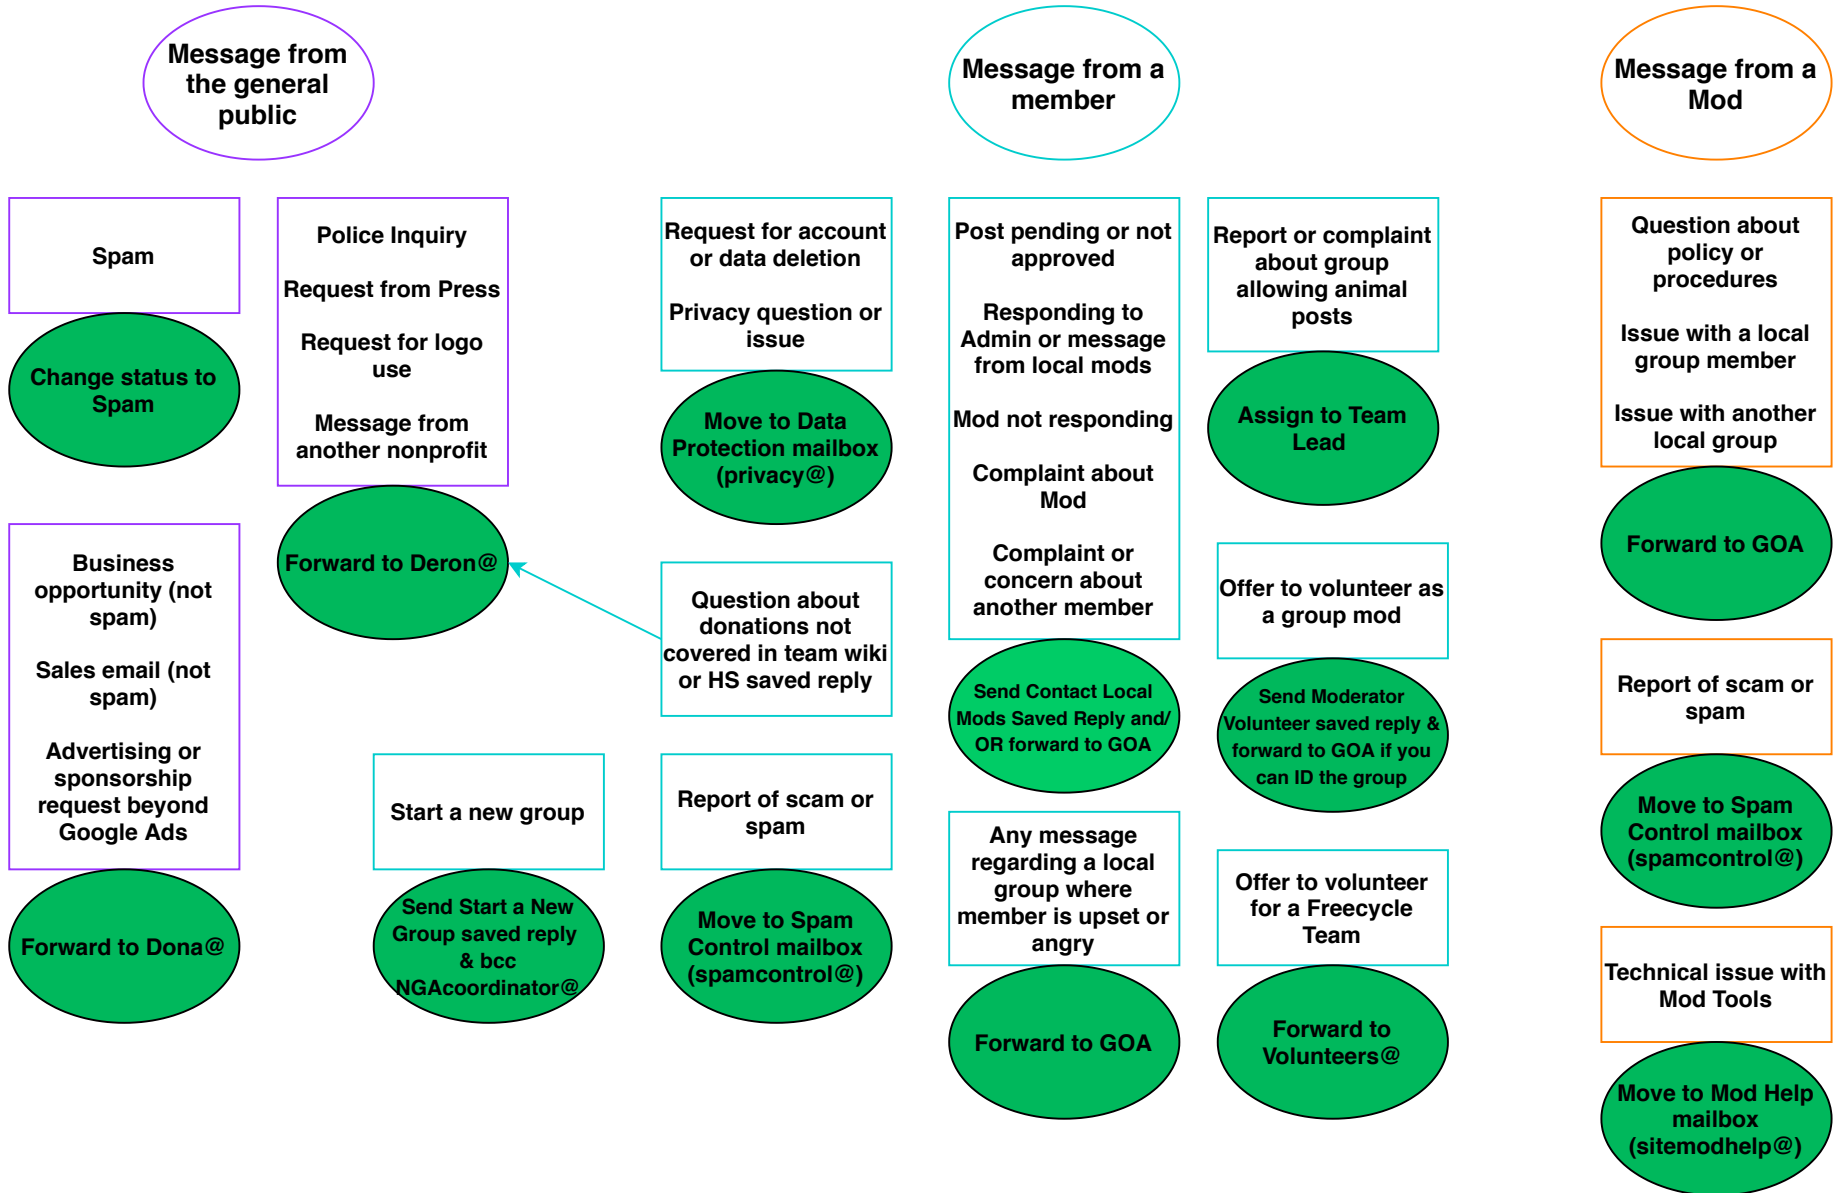 Message from
the general
public
Message from a
member
Message from a
Mod
Spam
Change status to
Spam
Police Inquiry
Request from Press
Request for logo
use
Message from
another nonprofit
Forward to Deron@
Business
opportunity (not
spam)
Sales email (not
spam)
Advertising or
sponsorship
request beyond
Google Ads
Forward to Dona@
Request for account
or data deletion
Privacy question or
issue
Move to Data
Protection mailbox
(privacy@)
Question about
donations not
covered in team wiki
or HS saved reply
Start a new group
Send Start a New
Group saved reply
& bcc
NGAcoordinator@
Report of scam or
spam
Move to Spam
Control mailbox
(spamcontrol@)
Post pending or not
approved
Responding to
Admin or message
from local mods
Mod not responding
Complaint about
Mod
Complaint or
concern about
another member
Send Contact Local
Mods Saved Reply and/
OR forward to GOA
Any message
regarding a local
group where
member is upset or
angry
Forward to GOA
Report or complaint
about group
allowing animal
posts
Assign to Team
Lead
Offer to volunteer as
a group mod
Send Moderator
Volunteer saved reply &
forward to GOA if you
can ID the group
Offer to volunteer
for a Freecycle
Team
Forward to
Volunteers@
Question about
policy or
procedures
Issue with a local
group member
Issue with another
local group
Forward to GOA
Report of scam or
spam
Move to Spam
Control mailbox
(spamcontrol@)
Technical issue with
Mod Tools
Move to Mod Help
mailbox
(sitemodhelp@)